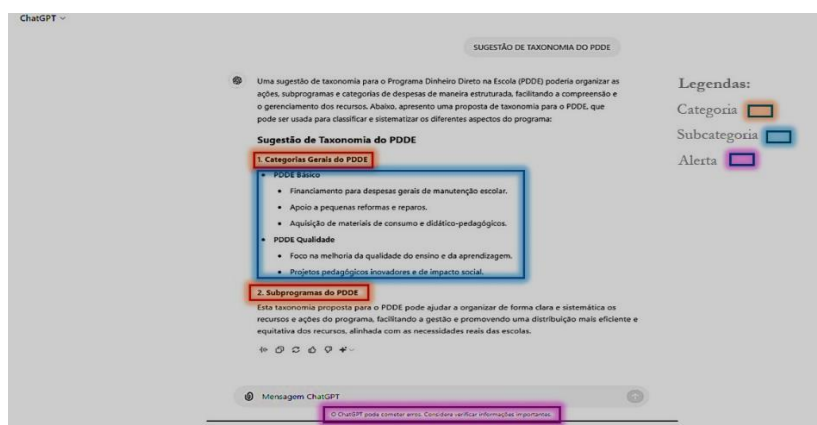 ChatGPT
SUGESTÃO DE TAXONOMIA DO PDDE
Uma sugestão de taxonomia para o Programa Dinheiro Direto na Escola (PDDE) poderia organizar as
ações, subprogramas e categorias de despesas de maneira estruturada, facilitando a compreensão e
o gerenciamento dos recursos. Abaixo, apresento uma proposta de taxonomia para o PDDE, que
pode ser usada para classificar e sistematizar os diferentes aspectos do programa:
Sugestão de Taxonomia do PDDE
1. Categorias Gerais do PDDE
• PDDE Básico
• Financiamento para despesas gerais de manutenção escolar.
• Apoio a pequenas reformas e reparos.
• Aquisição de materiais de consumo e didático-pedagógicos.
• PDDE Qualidade
• Foco na melhoria da qualidade do ensino e da aprendizagem.
• Projetos pedagógicos inovadores e de impacto social.
2. Subprogramas do PDDE
Esta taxonomia proposta para o PDDE pode ajudar a organizar de forma clara e sistemática os
recursos e ações do programa, facilitando a gestão e promovendo uma distribuição mais eficiente e
equitativa dos recursos, alinhada com as necessidades reais das escolas.
Mensagem ChatGPT
O ChatGPT pode cometer erros. Considere verificar informações importantes.
Legendas:
Categoria
Subcategoria
Alerta